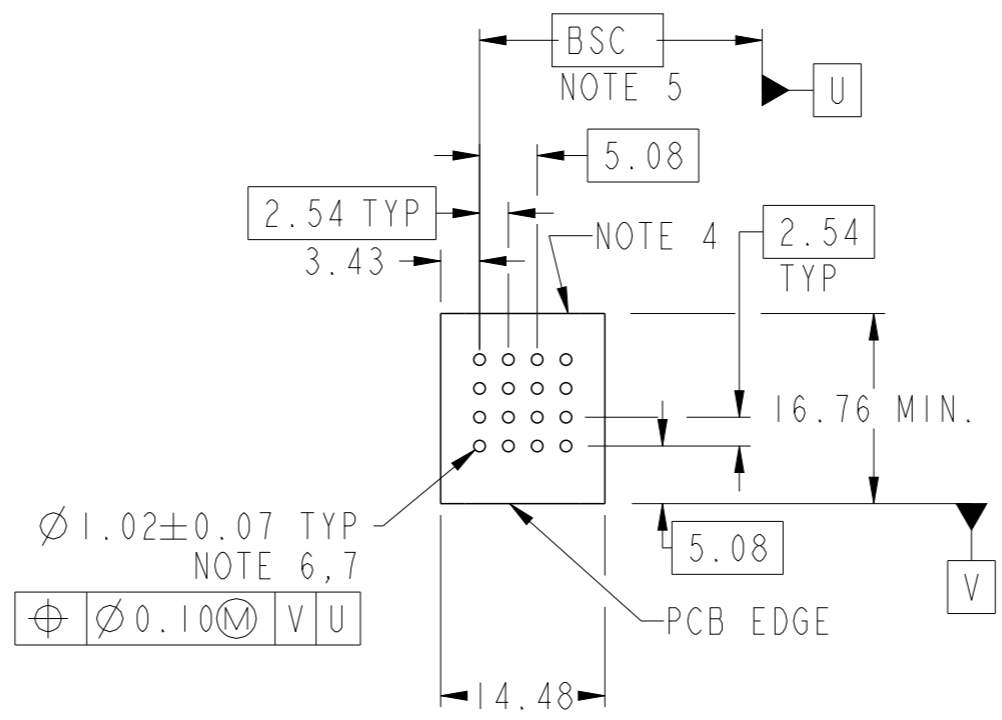 BSC
NOTE 5
U
5.08
2.54 TYP
3.43
NOTE 4
2.54
TYP
16.76 MIN.
Ø1.02±0.07 TYP
NOTE 6,7
⌖ Ø0.10Ⓜ V U
5.08
V
PCB EDGE
14.48